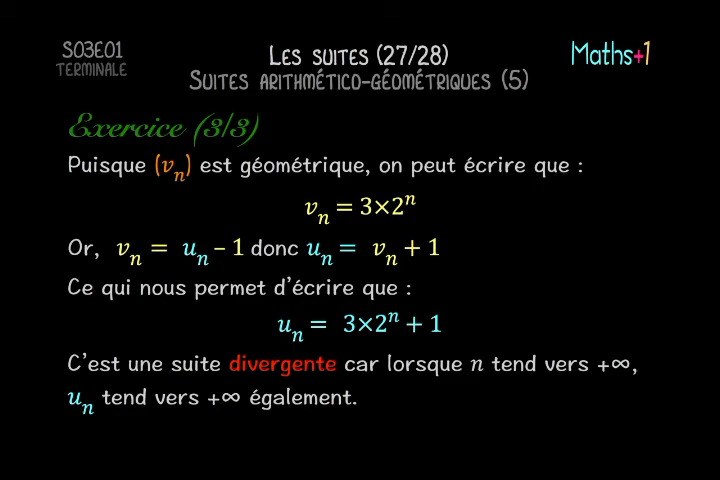 S03E01
TERMINALE
Les suites (27/28)
Suites arithmético-géométriques (5)
Maths+1
Exercice (3/3)
Puisque (vₙ) est géométrique, on peut écrire que :
vₙ = 3×2ⁿ
Or, vₙ = uₙ – 1 donc uₙ = vₙ + 1
Ce qui nous permet d'écrire que :
uₙ = 3×2ⁿ + 1
C'est une suite divergente car lorsque n tend vers +∞,
uₙ tend vers +∞ également.